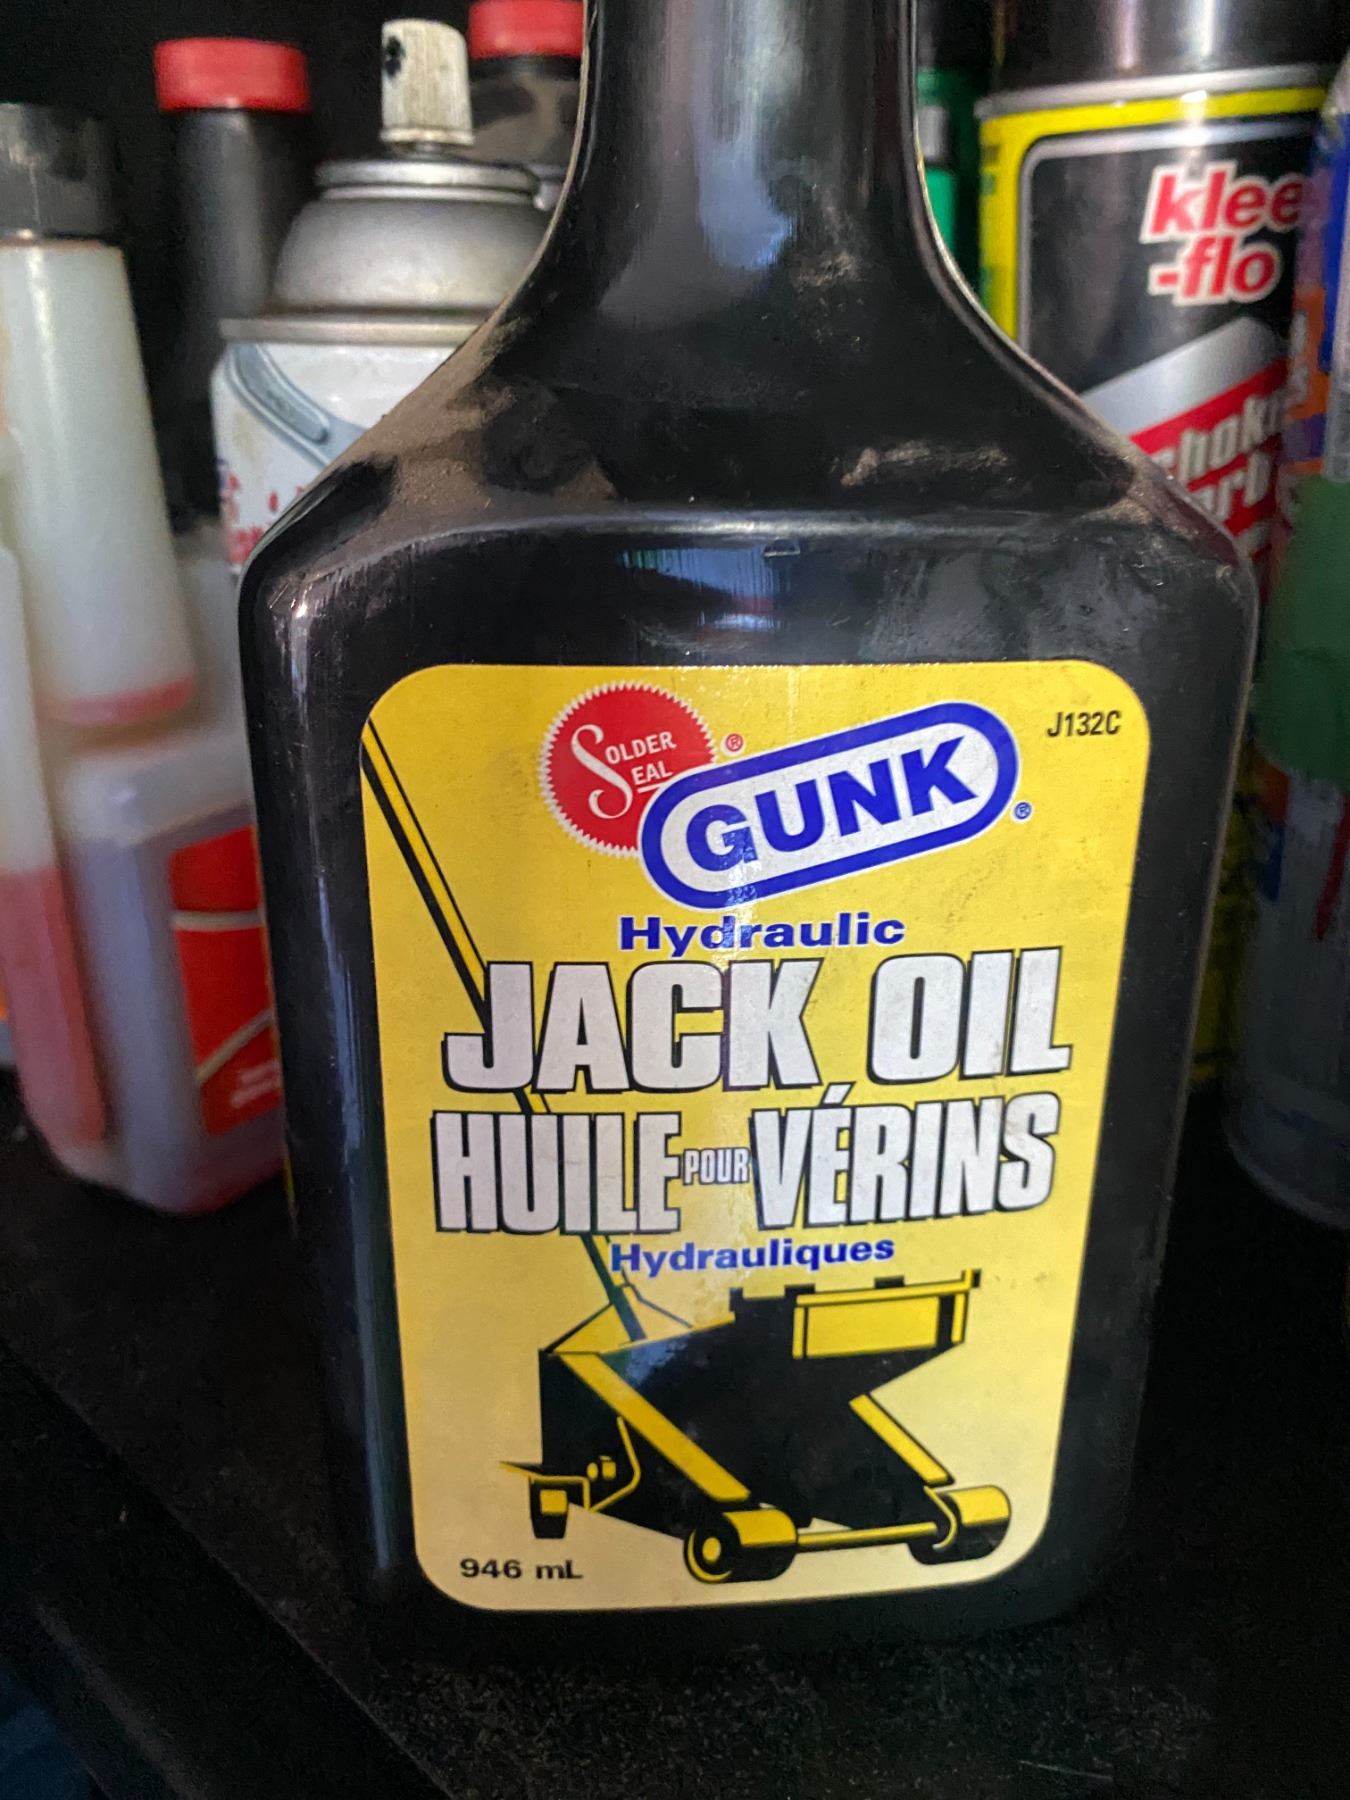 klee
-flo
SOLDER
SEAL
®
GUNK
®
J132C
Hydraulic
JACK OIL
HUILE POUR VÉRINS
Hydrauliques
946 mL